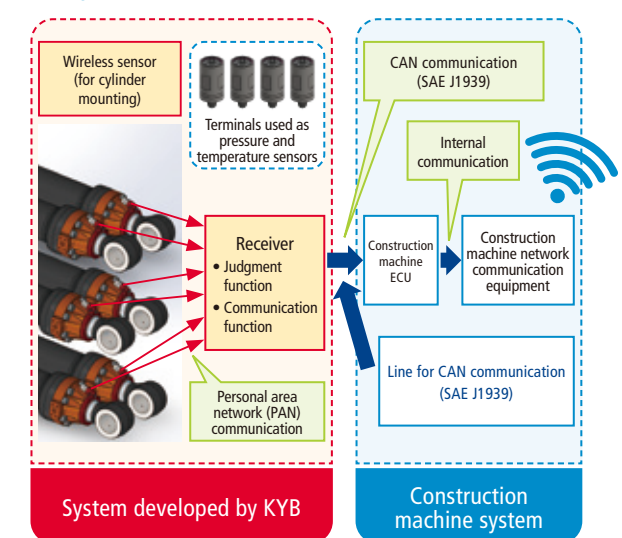 Wireless sensor
(for cylinder
mounting)
Terminals used as
pressure and
temperature sensors
CAN communication
(SAE J1939)
Internal
communication
Receiver
• Judgment
function
• Communication
function
Construction
machine
ECU
Construction
machine network
communication
equipment
Personal area
network (PAN)
communication
Line for CAN communication
(SAE J1939)
System developed by KYB
Construction
machine system